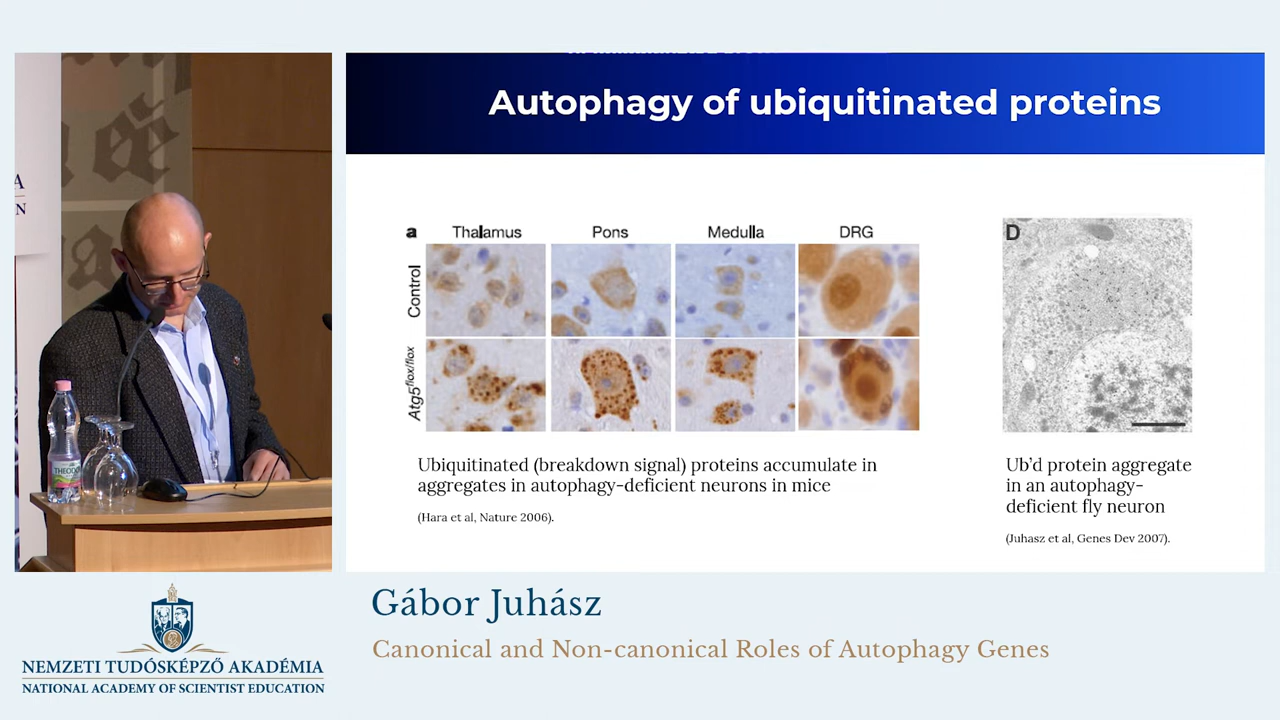 Autophagy of ubiquitinated proteins
a Thalamus Pons Medulla DRG
Control
Atg5flox/flox
D
Ubiquitinated (breakdown signal) proteins accumulate in
aggregates in autophagy-deficient neurons in mice
(Hara et al, Nature 2006).
Ub'd protein aggregate
in an autophagy-
deficient fly neuron
(Juhasz et al, Genes Dev 2007).
A
N
THEODORA
Gábor Juhász
Canonical and Non-canonical Roles of Autophagy Genes
NEMZETI TUDÓSKÉPZŐ AKADÉMIA
NATIONAL ACADEMY OF SCIENTIST EDUCATION